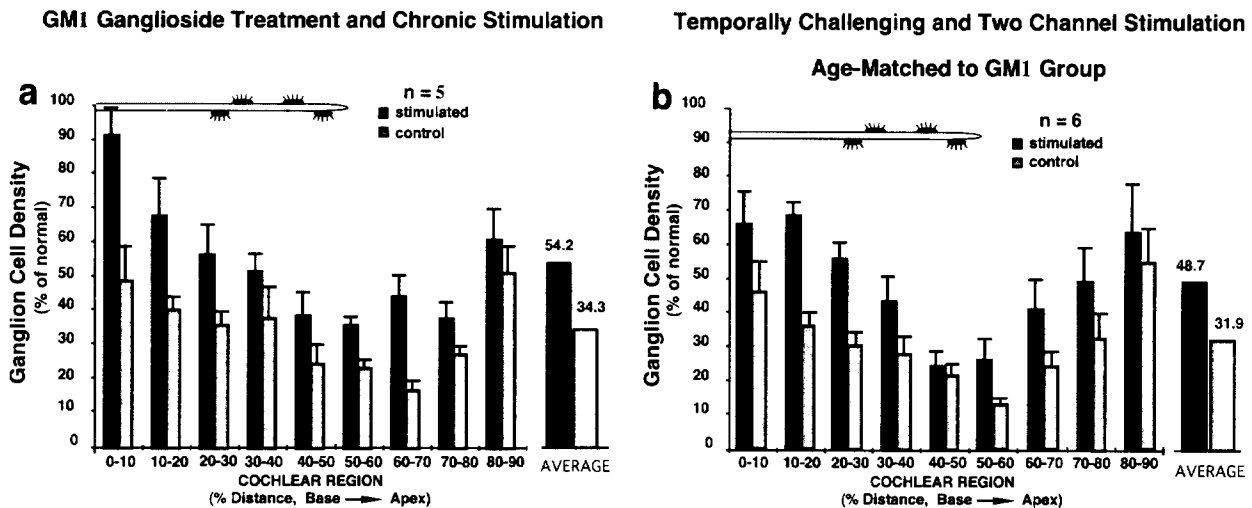 GM1 Ganglioside Treatment and Chronic Stimulation
a
n = 5
stimulated
control
Ganglion Cell Density
(% of normal)
100
90
80
70
60
50
40
30
20
10
0
54.2
34.3
0-10 10-20 20-30 30-40 40-50 50-60 60-70 70-80 80-90 AVERAGE
COCHLEAR REGION
(% Distance, Base → Apex)
Temporally Challenging and Two Channel Stimulation
Age-Matched to GM1 Group
b
n = 6
stimulated
control
Ganglion Cell Density
(% of normal)
100
90
80
70
60
50
40
30
20
10
0
48.7
31.9
0-10 10-20 20-30 30-40 40-50 50-60 60-70 70-80 80-90 AVERAGE
COCHLEAR REGION
(% Distance, Base → Apex)